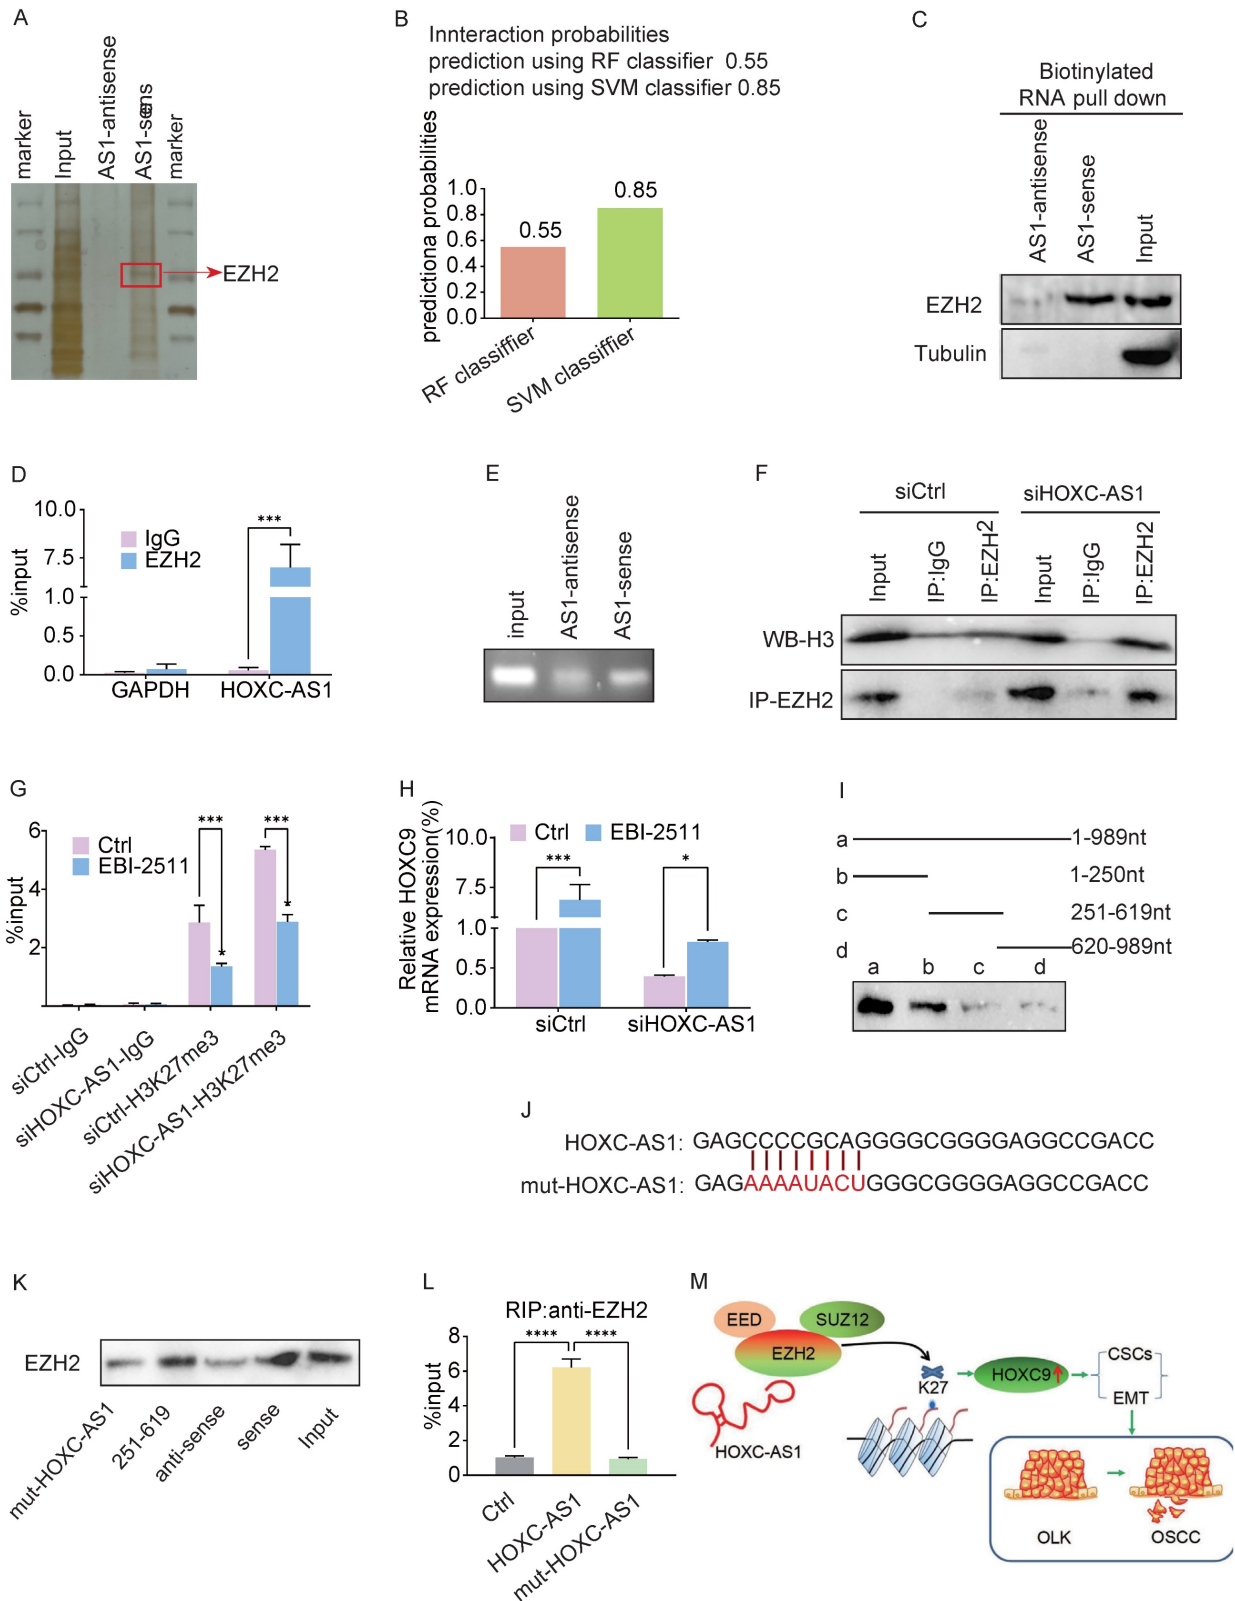 A
marker
Input
AS1-antisense
AS1-sens
marker
EZH2
B
Innteraction probabilities
prediction using RF classifier 0.55
prediction using SVM classifier 0.85
predictiona probabilities
1.0
0.8
0.6
0.4
0.2
0.0
0.55
0.85
RF classiffier
SVM classiffier
C
Biotinylated
RNA pull down
AS1-antisense
AS1-sense
Input
EZH2
Tubulin
D
%input
10.0
7.5
1.0
0.5
0.0
IgG
EZH2
***
GAPDH
HOXC-AS1
E
input
AS1-antisense
AS1-sense
F
siCtrl
siHOXC-AS1
Input
IP:IgG
IP:EZH2
Input
IP:IgG
IP:EZH2
WB-H3
IP-EZH2
G
%input
6
4
2
Ctrl
EBI-2511
***
***
*
*
siCtrl-IgG
siHOXC-AS1-IgG
siCtrl-H3K27me3
siHOXC-AS1-H3K27me3
H
Relative HOXC9
mRNA expression(%)
10.0
7.5
1.0
0.5
0.0
Ctrl
EBI-2511
***
*
siCtrl
siHOXC-AS1
I
a 1-989nt
b 1-250nt
c 251-619nt
d 620-989nt
a b c d
J
HOXC-AS1: GAGCCCCGCAGGGGCGGGGAGGCCGACC
mut-HOXC-AS1: GAGAAAAUACUGGGCGGGGAGGCCGACC
K
EZH2
mut-HOXC-AS1
251-619
anti-sense
sense
Input
L
RIP:anti-EZH2
%input
8
6
4
2
0
****
****
Ctrl
HOXC-AS1
mut-HOXC-AS1
M
EED
SUZ12
EZH2
HOXC-AS1
K27
HOXC9
CSCs
EMT
OLK
OSCC